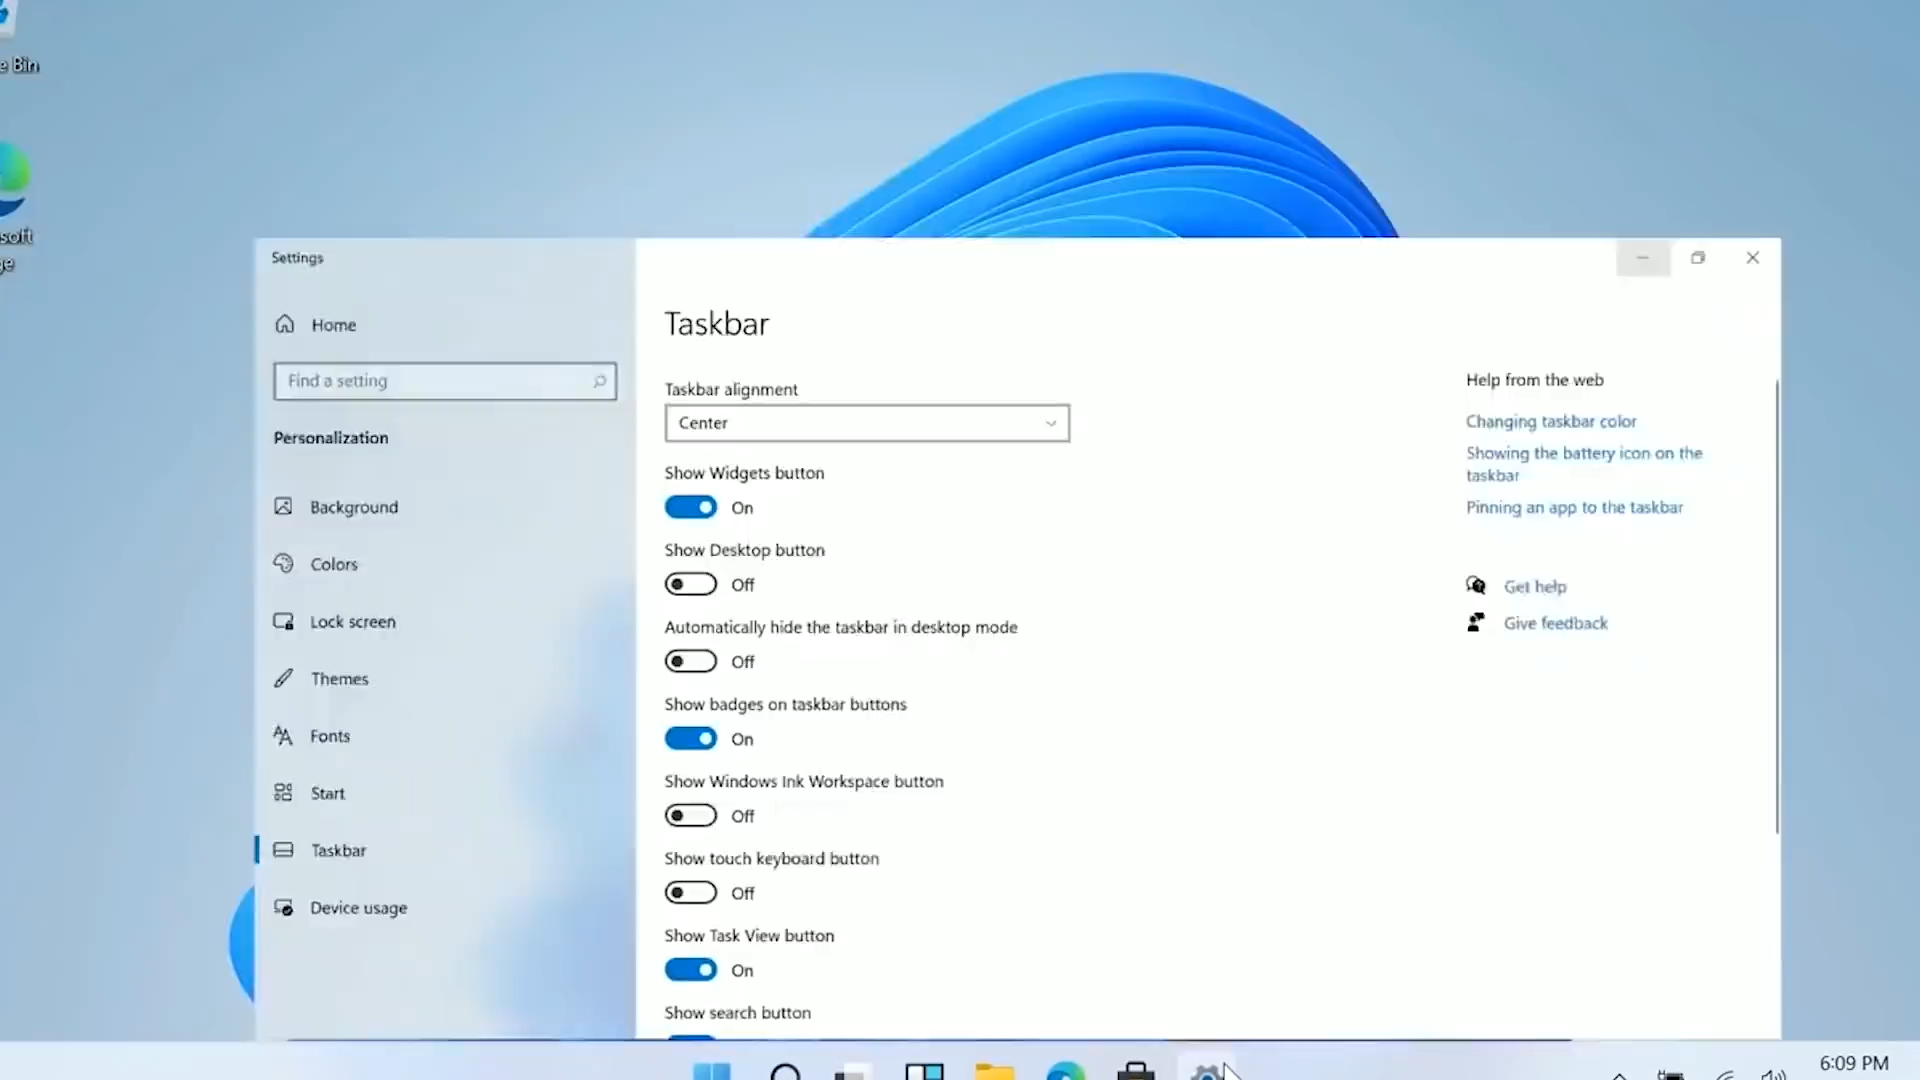 e Bin
soft
ge
Settings
Home
Find a setting
Personalization
Background
Colors
Lock screen
Themes
Fonts
Start
Taskbar
Device usage
Taskbar
Taskbar alignment
Center
Show Widgets button
On
Show Desktop button
Off
Automatically hide the taskbar in desktop mode
Off
Show badges on taskbar buttons
On
Show Windows Ink Workspace button
Off
Show touch keyboard button
Off
Show Task View button
On
Show search button
Help from the web
Changing taskbar color
Showing the battery icon on the
taskbar
Pinning an app to the taskbar
Get help
Give feedback
6:09 PM